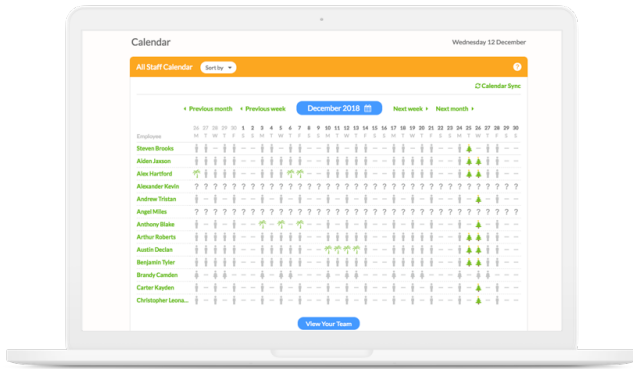 Calendar
Wednesday 12 December
All Staff Calendar
Sort by
?
Calendar Sync
Previous month
Previous week
December 2018
Next week
Next month
26 27 28 29 30 1 2 3 4 5 6 7 8 9 10 11 12 13 14 15 16 17 18 19 20 21 22 23 24 25 26 27 28 29 30
Employee M T W T F S S M T W T F S S M T W T F S S M T W T F S S M T W T F S S
Steven Brooks
Aiden Jaxson
Alex Hartford
Alexander Kevin ? ? ? ? ? ? ? ? ? ? ? ? ? ? ? ? ? ? ? ? ? ? ? ? ? ? ? ? ? ? ? ? ? ? ?
Andrew Tristan
Angel Miles ? ? ? ? ? ? ? ? ? ? ? ? ? ? ? ? ? ? ? ? ? ? ? ? ? ? ? ? ? ? ? ? ? ? ?
Anthony Blake
Arthur Roberts
Austin Declan
Benjamin Tyler
Brandy Camden
Carter Kayden
Christopher Leona...
View Your Team